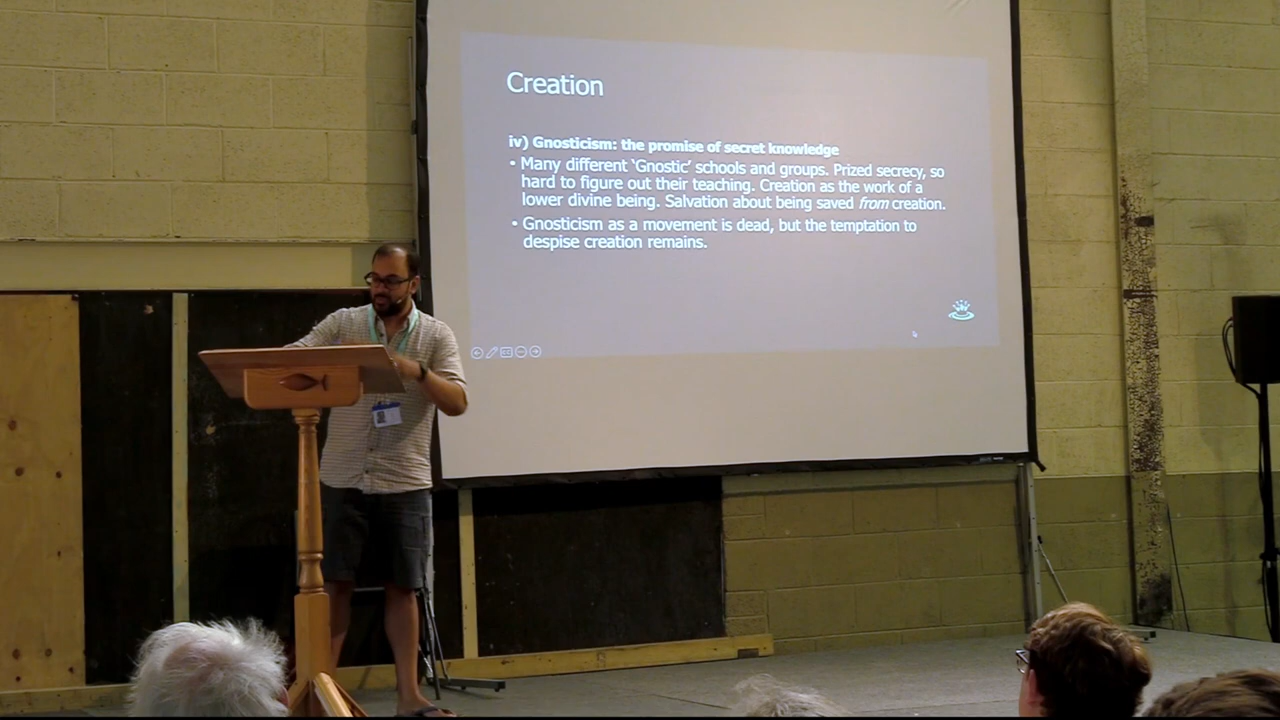 Creation
iv) Gnosticism: the promise of secret knowledge
• Many different ‘Gnostic’ schools and groups. Prized secrecy, so
hard to figure out their teaching. Creation as the work of a
lower divine being. Salvation about being saved from creation.
• Gnosticism as a movement is dead, but the temptation to
despise creation remains.